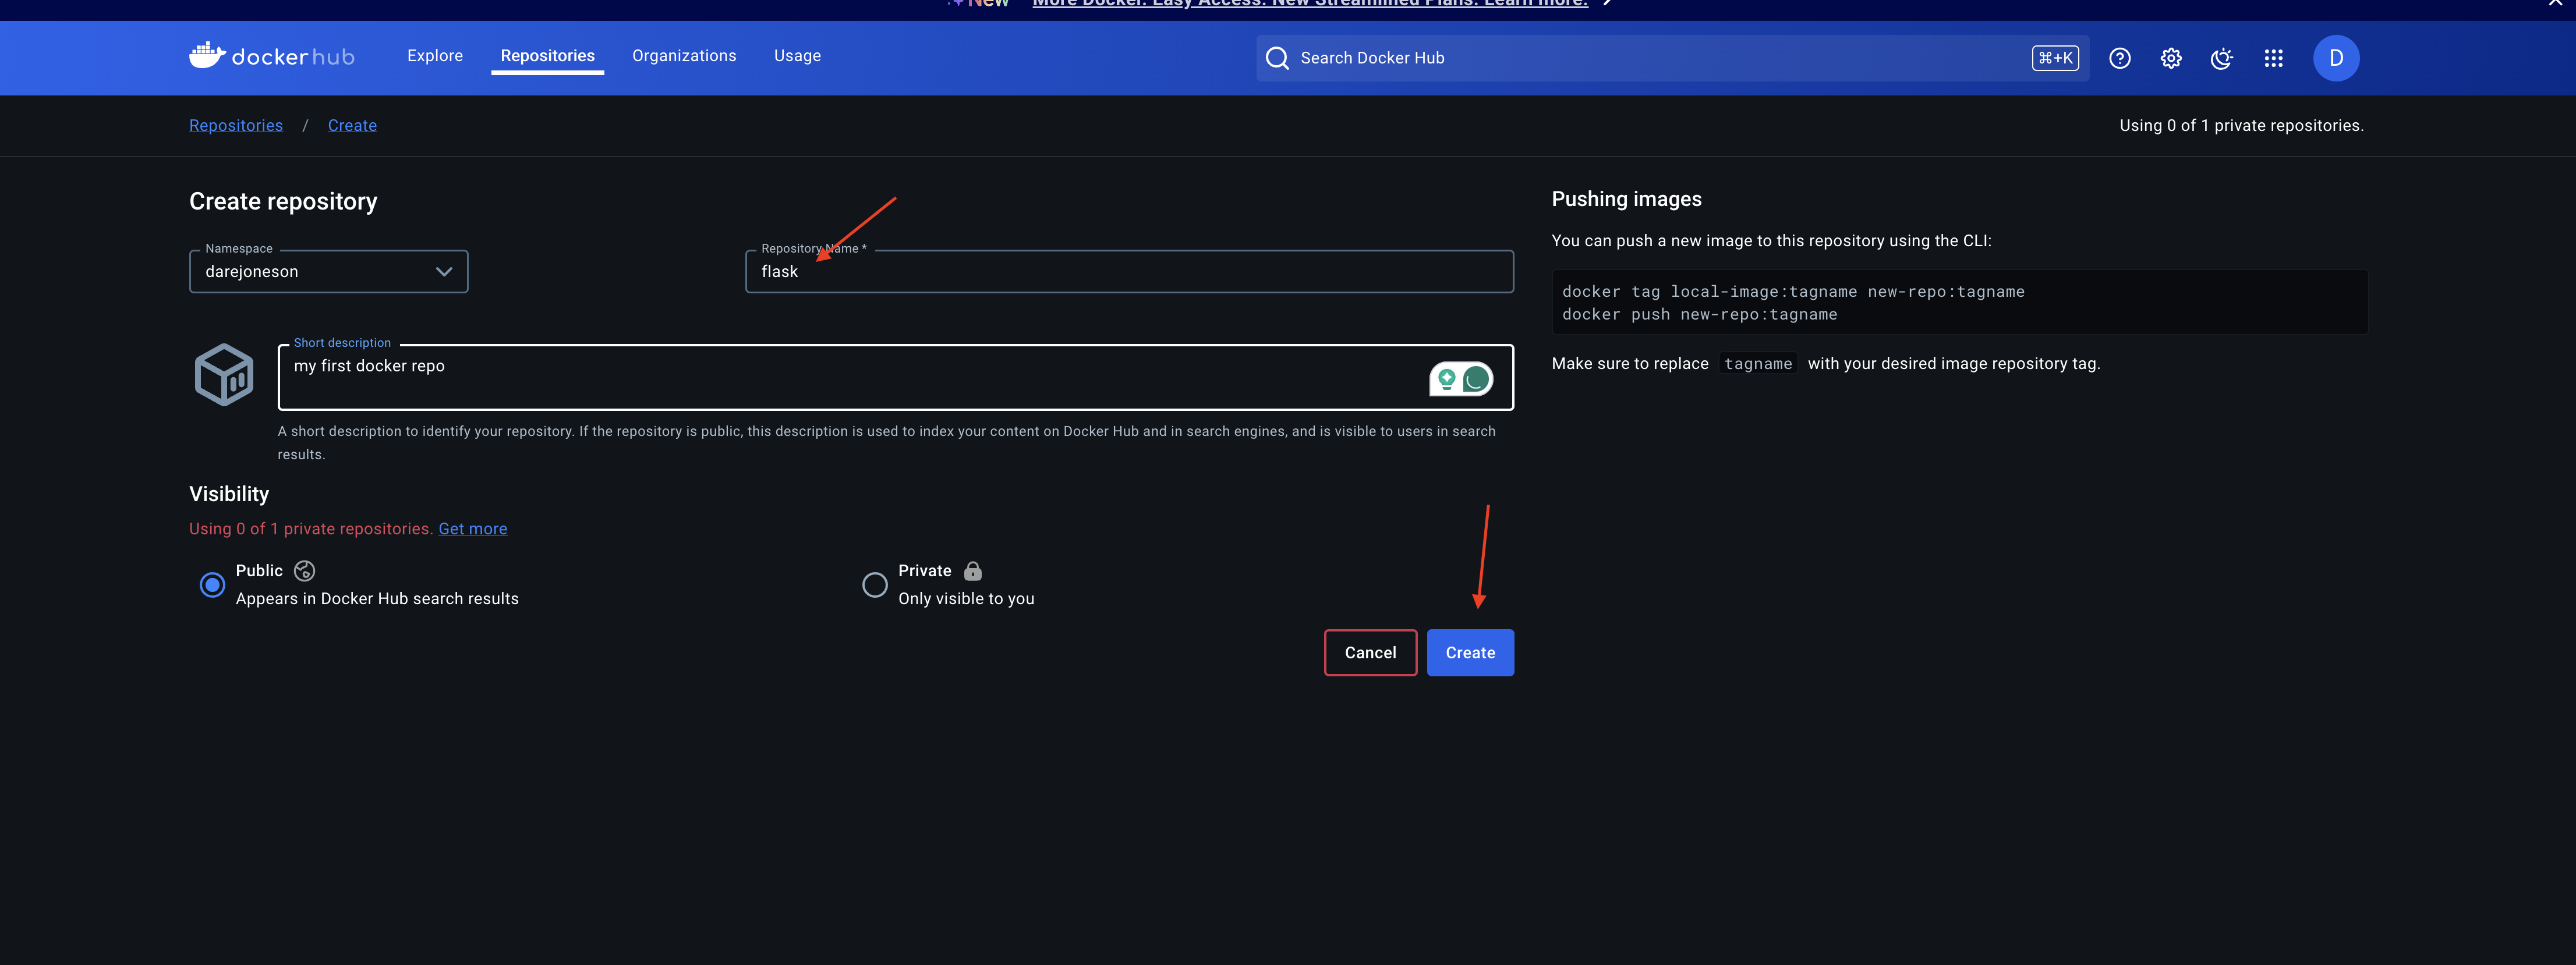 New More Docker. Easy Access. New Streamlined Plans. Learn more.
dockerhub Explore Repositories Organizations Usage Search Docker Hub ⌘+K D
Repositories / Create Using 0 of 1 private repositories.
Create repository
Namespace
darejoneson
Repository Name *
flask
Short description
my first docker repo
A short description to identify your repository. If the repository is public, this description is used to index your content on Docker Hub and in search engines, and is visible to users in search
results.
Visibility
Using 0 of 1 private repositories. Get more
Public
Appears in Docker Hub search results
Private
Only visible to you
Cancel Create
Pushing images
You can push a new image to this repository using the CLI:
docker tag local-image:tagname new-repo:tagname
docker push new-repo:tagname
Make sure to replace tagname with your desired image repository tag.